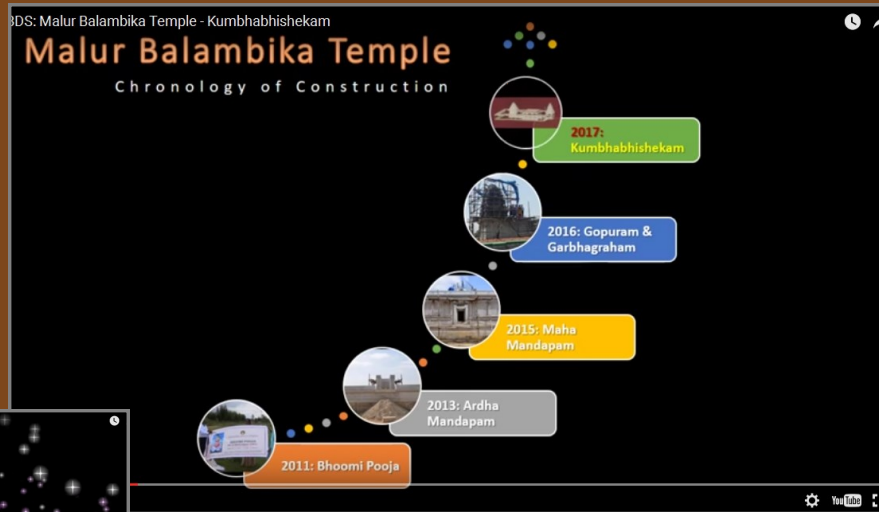 BDS: Malur Balambika Temple - Kumbhabhishekam
Malur Balambika Temple
Chronology of Construction
2017:
Kumbhabhishekam
2016: Gopuram &
Garbhagraham
2015: Maha
Mandapam
2013: Ardha
Mandapam
2011: Bhoomi Pooja
YouTube